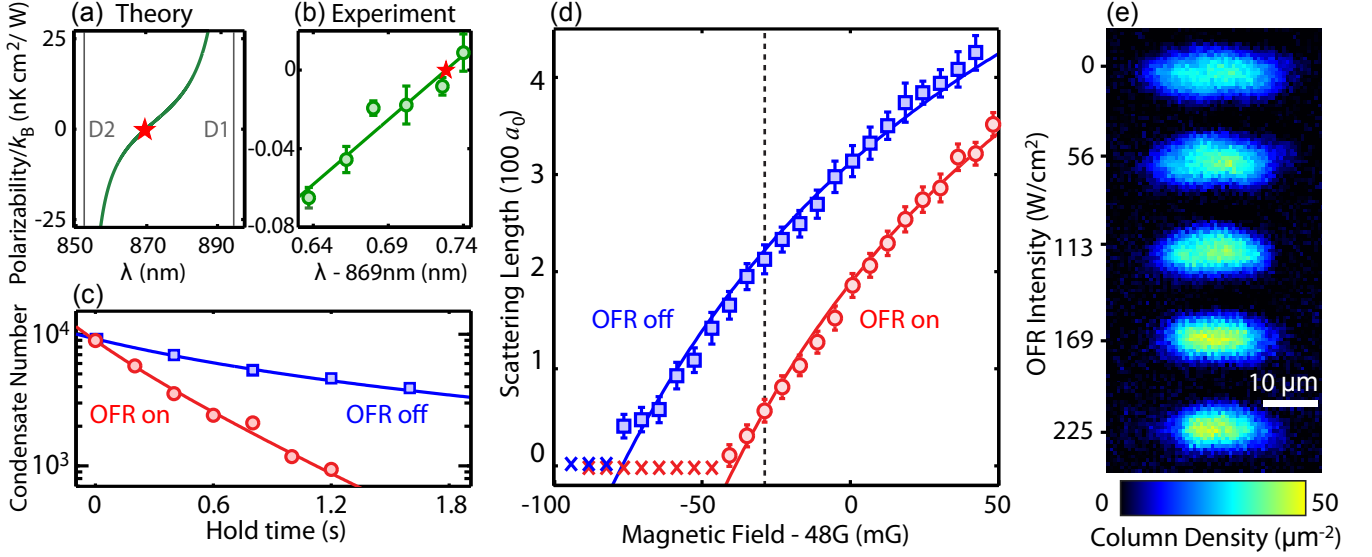 (a) Theory
Polarizability/k_B (nK cm²/ W)
25
0
-25
D2
D1
850
870
890
λ (nm)
(b) Experiment
0
-0.04
-0.08
0.64
0.69
0.74
λ - 869nm (nm)
(c)
Condensate Number
10⁴
10³
OFR on
OFR off
0
0.6
1.2
1.8
Hold time (s)
(d)
Scattering Length (100 a₀)
4
3
2
1
0
OFR off
OFR on
-100
-50
0
50
Magnetic Field - 48G (mG)
(e)
OFR Intensity (W/cm²)
0
56
113
169
225
10 μm
0
50
Column Density (μm⁻²)